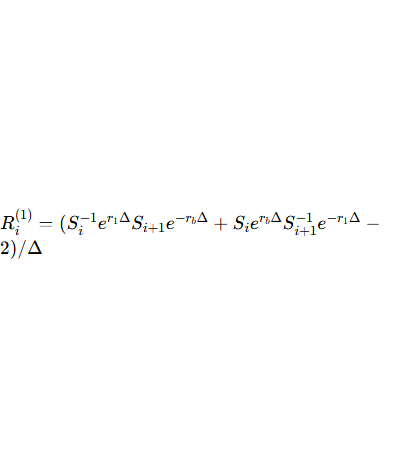 $R_i^{(1)} = (S_i^{-1} e^{r_1 \Delta} S_{i+1} e^{-r_b \Delta} + S_i e^{r_b \Delta} S_{i+1}^{-1} e^{-r_1 \Delta} -$
$2)/\Delta$